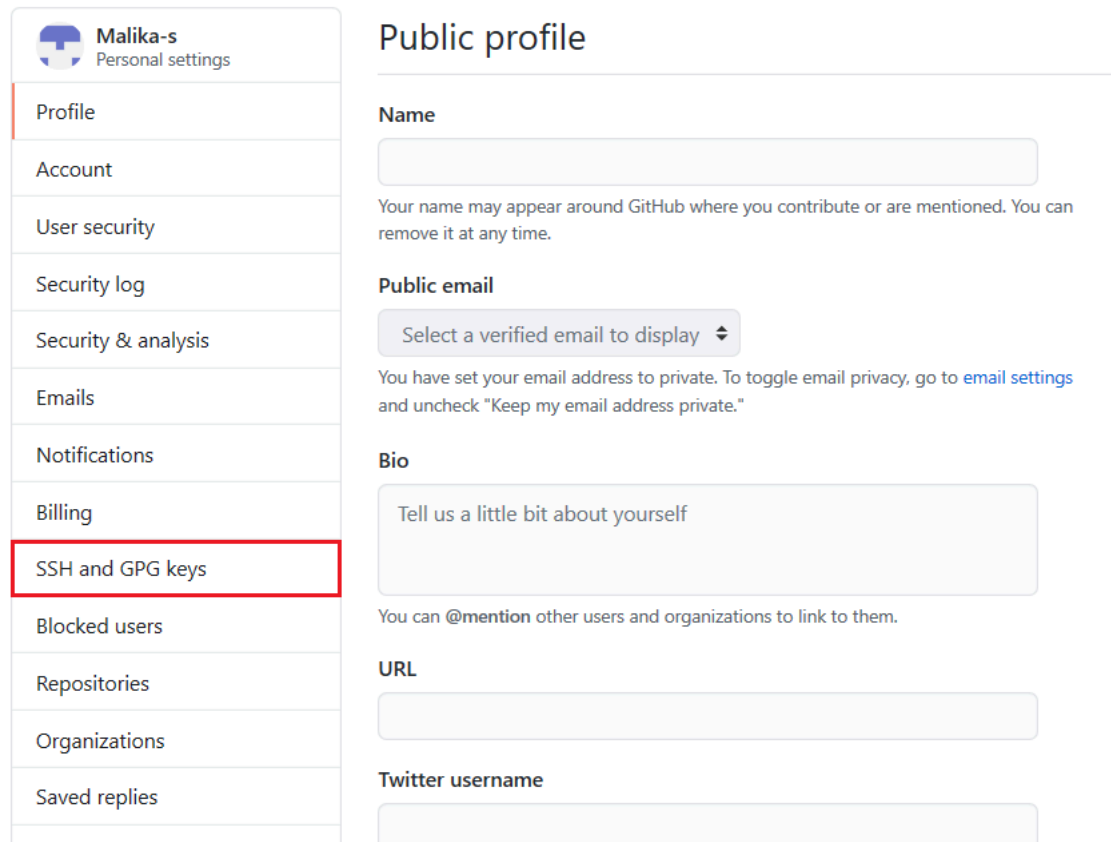 Malika-s
Personal settings
Profile
Account
User security
Security log
Security & analysis
Emails
Notifications
Billing
SSH and GPG keys
Blocked users
Repositories
Organizations
Saved replies
Public profile
Name
Your name may appear around GitHub where you contribute or are mentioned. You can
remove it at any time.
Public email
Select a verified email to display
You have set your email address to private. To toggle email privacy, go to email settings
and uncheck "Keep my email address private."
Bio
Tell us a little bit about yourself
You can @mention other users and organizations to link to them.
URL
Twitter username